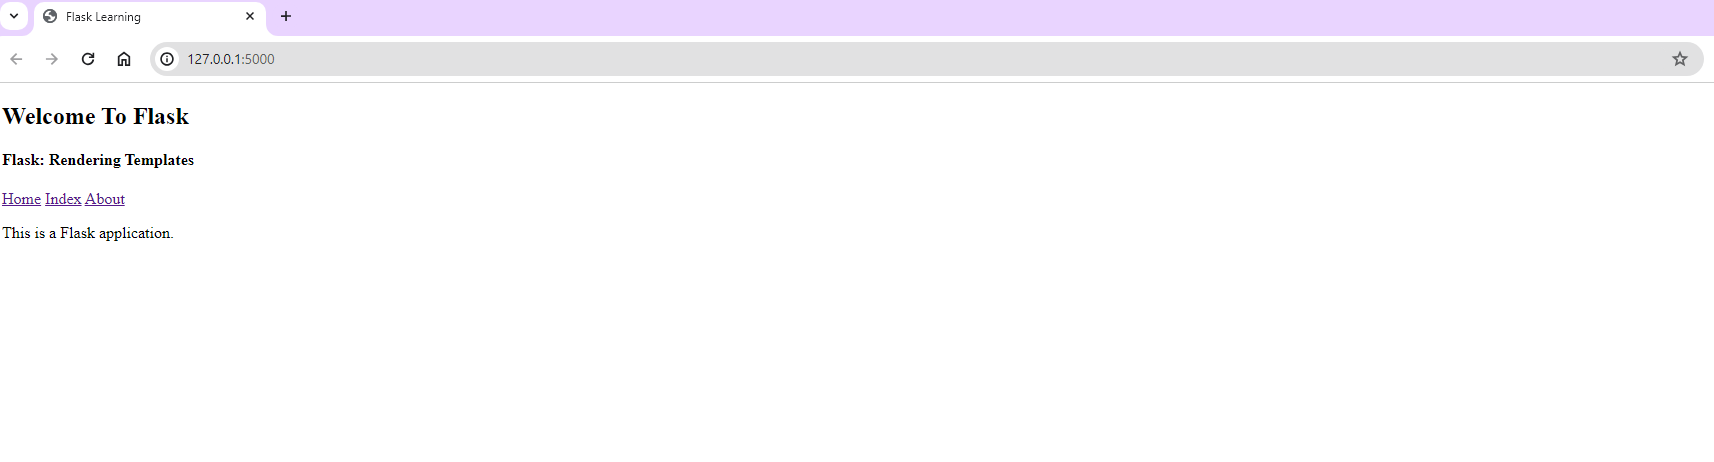 Flask Learning
127.0.0.1:5000
Welcome To Flask
Flask: Rendering Templates
Home Index About
This is a Flask application.